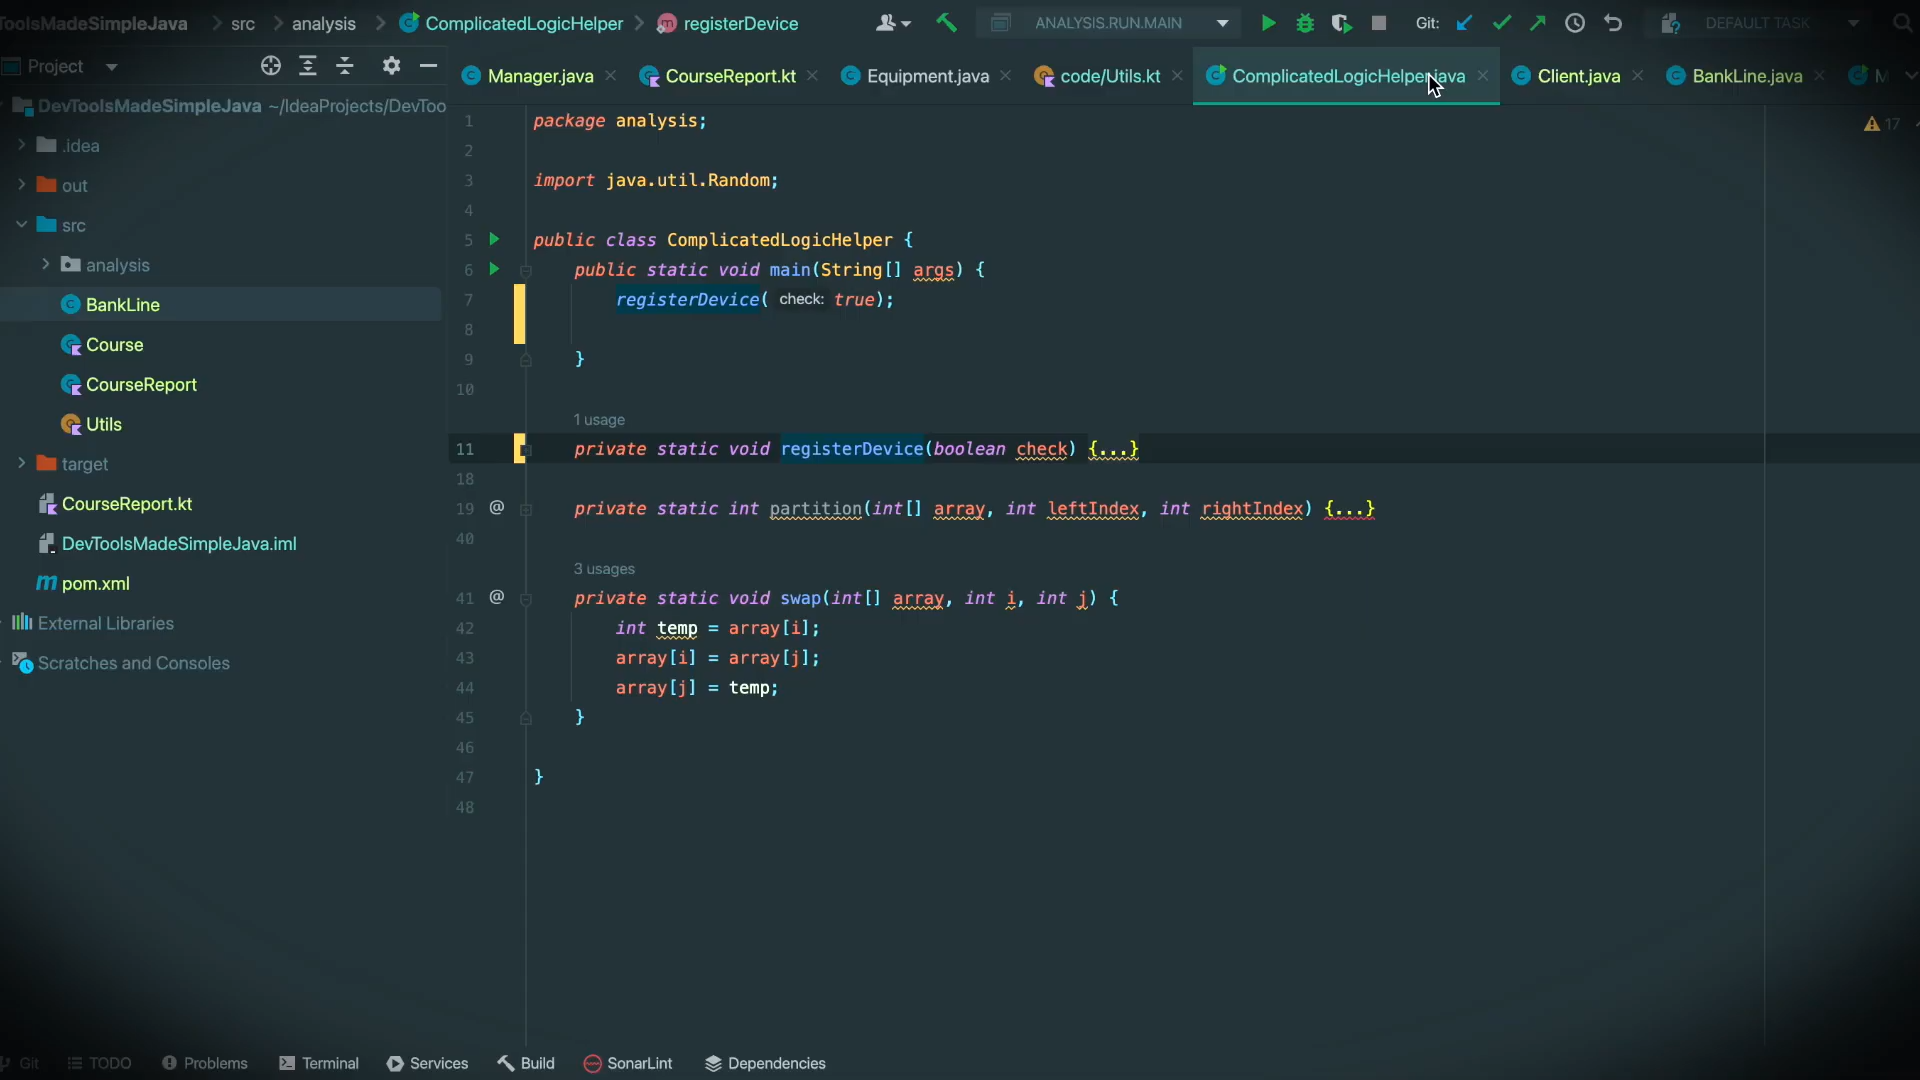 ToolsMadeSimpleJava > src > analysis > ComplicatedLogicHelper > registerDevice ANALYSIS.RUN.MAIN Git: DEFAULT TASK
Project
Manager.java CourseReport.kt Equipment.java code/Utils.kt ComplicatedLogicHelper.java Client.java BankLine.java M
DevToolsMadeSimpleJava ~/IdeaProjects/DevToo
.idea
out
src
analysis
BankLine
Course
CourseReport
Utils
target
CourseReport.kt
DevToolsMadeSimpleJava.iml
pom.xml
External Libraries
Scratches and Consoles
17
1 package analysis;
2
3 import java.util.Random;
4
5 public class ComplicatedLogicHelper {
6 public static void main(String[] args) {
7 registerDevice( check: true);
8
9 }
10
1 usage
11 private static void registerDevice(boolean check) {...}
18
19 @ private static int partition(int[] array, int leftIndex, int rightIndex) {...}
40
3 usages
41 @ private static void swap(int[] array, int i, int j) {
42 int temp = array[i];
43 array[i] = array[j];
44 array[j] = temp;
45 }
46
47 }
48
Git TODO Problems Terminal Services Build SonarLint Dependencies